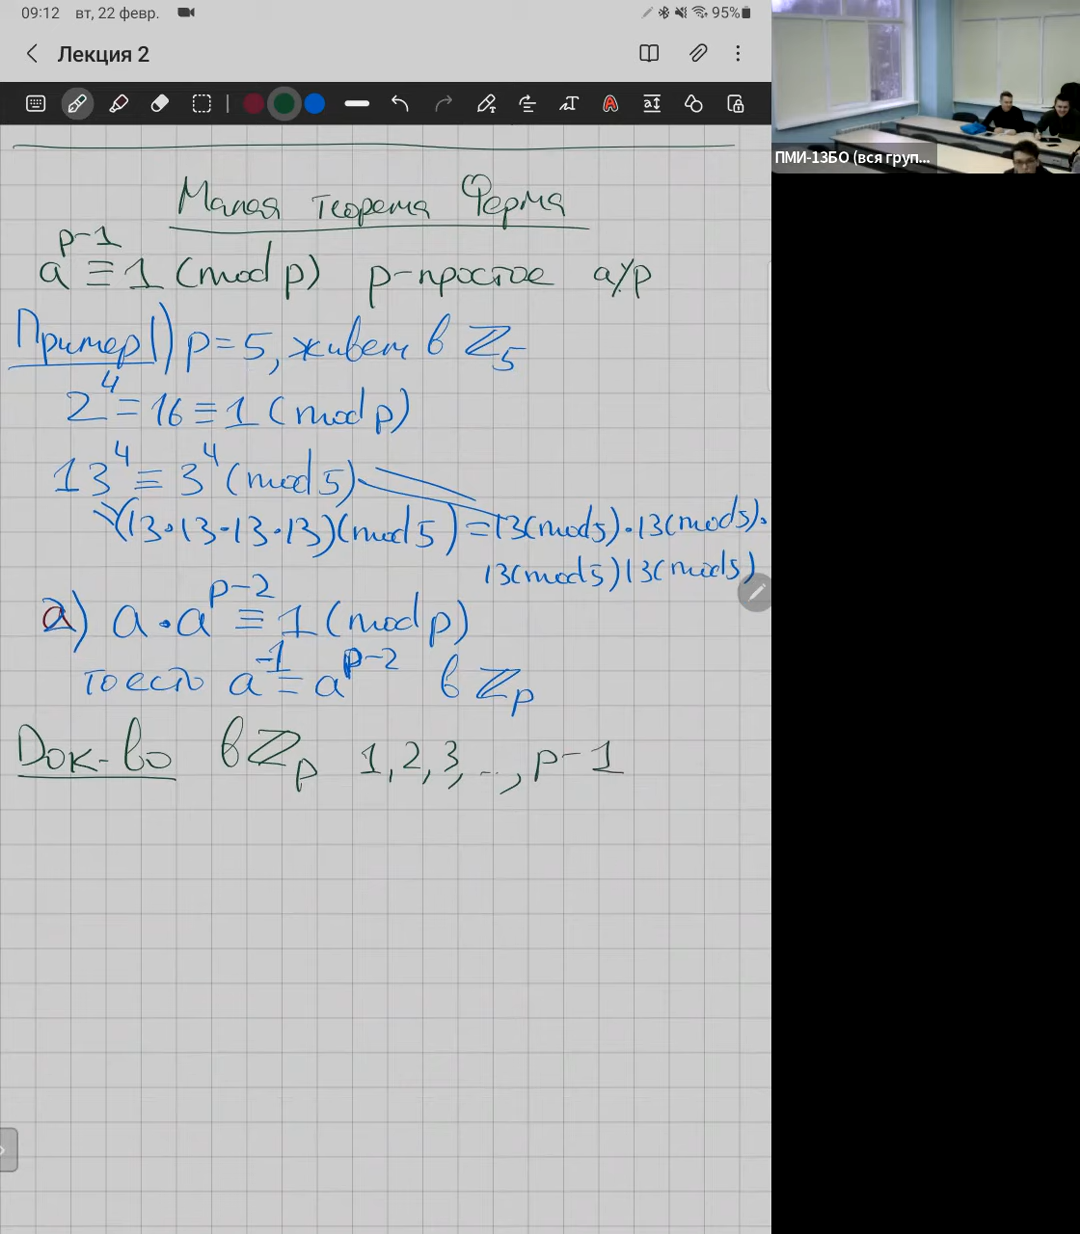 09:12 вт, 22 февр. 95%
Лекция 2
ПМИ-13БО (вся груп...
Малая теорема Ферма
a^{p-1} ≡ 1 (mod p) p-простое a⋮̸p
Пример 1) p=5, живем в ℤ_5
2^4 = 16 ≡ 1 (mod p)
13^4 ≡ 3^4 (mod 5)
(13·13·13·13)(mod 5) = 13(mod 5)·13(mod 5)·
13(mod 5)13(mod 5)
2) a·a^{p-2} ≡ 1 (mod p)
то есть a^{-1} = a^{p-2} в ℤ_p
Док-во в ℤ_p 1, 2, 3, ..., p-1